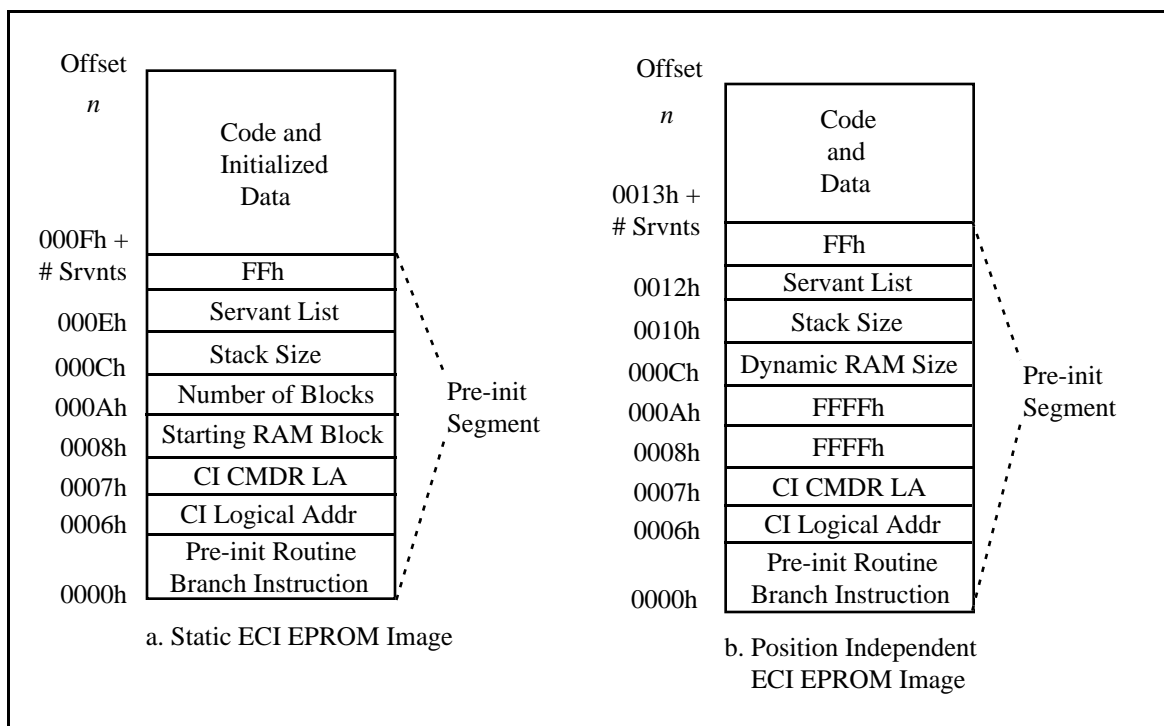 Offset
n
Code and
Initialized
Data
000Fh +
# Srvnts
FFh
Servant List
000Eh
Stack Size
000Ch
Number of Blocks
000Ah
Starting RAM Block
0008h
CI CMDR LA
0007h
CI Logical Addr
0006h
Pre-init Routine
Branch Instruction
0000h
Pre-init
Segment
a. Static ECI EPROM Image
Offset
n
Code
and
Data
0013h +
# Srvnts
FFh
Servant List
0012h
Stack Size
0010h
Dynamic RAM Size
000Ch
FFFFh
000Ah
FFFFh
0008h
CI CMDR LA
0007h
CI Logical Addr
0006h
Pre-init Routine
Branch Instruction
0000h
Pre-init
Segment
b. Position Independent
ECI EPROM Image